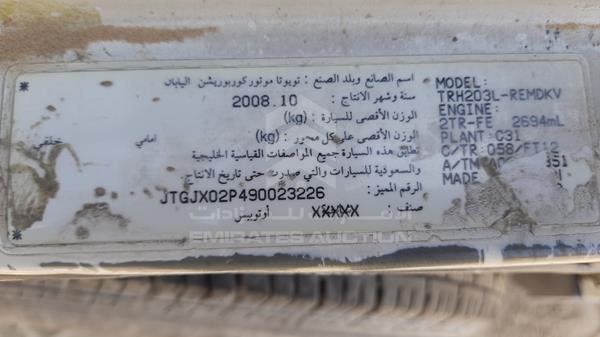 اسم الصانع وبلد الصنع : تويوتا موتور كوربوريشن اليابان
سنة وشهر الانتاج : 2008.10
الوزن الأقصى للسيارة : (kg)
الوزن الأقصى على كل محور : (kg) امامي خلفي
تطابق هذه السيارة جميع المواصفات القياسية الخليجية
والسعودية للسيارات والتي صدرت حتى تاريخ الانتاج.
الرقم المميز : JTGJX02P490023226
صنف XXXX أوتوبيس
MODEL:
TRH203L-REMDKV
ENGINE:
2TR-FE 2694mL
PLANT: C31
C/TR: 058/FT12
A/TM:
MADE
EMIRATES AUCTION